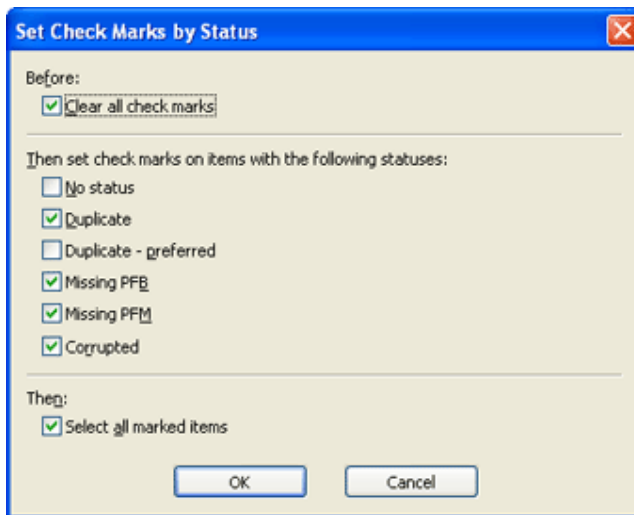 Set Check Marks by Status
Before:
Clear all check marks
Then set check marks on items with the following statuses:
No status
Duplicate
Duplicate - preferred
Missing PFB
Missing PFM
Corrupted
Then:
Select all marked items
OK
Cancel